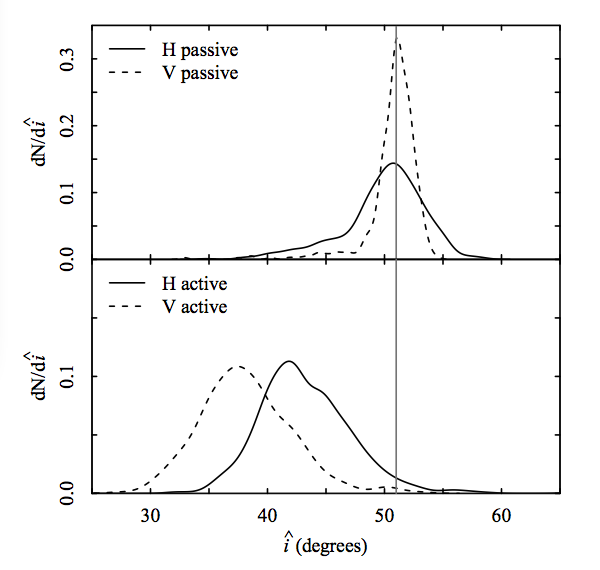 H passive
V passive
dN/dî
0.3
0.2
0.1
0.0
H active
V active
dN/dî
0.1
0.0
30 40 50 60
î (degrees)